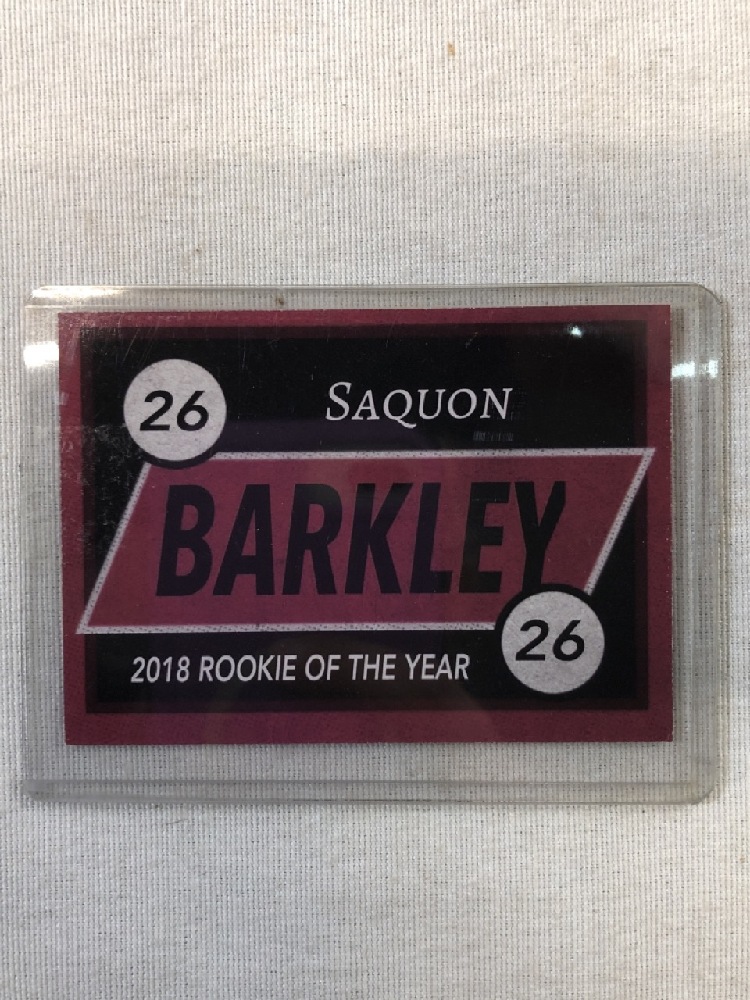 26
SAQUON
BARKLEY
26
2018 ROOKIE OF THE YEAR